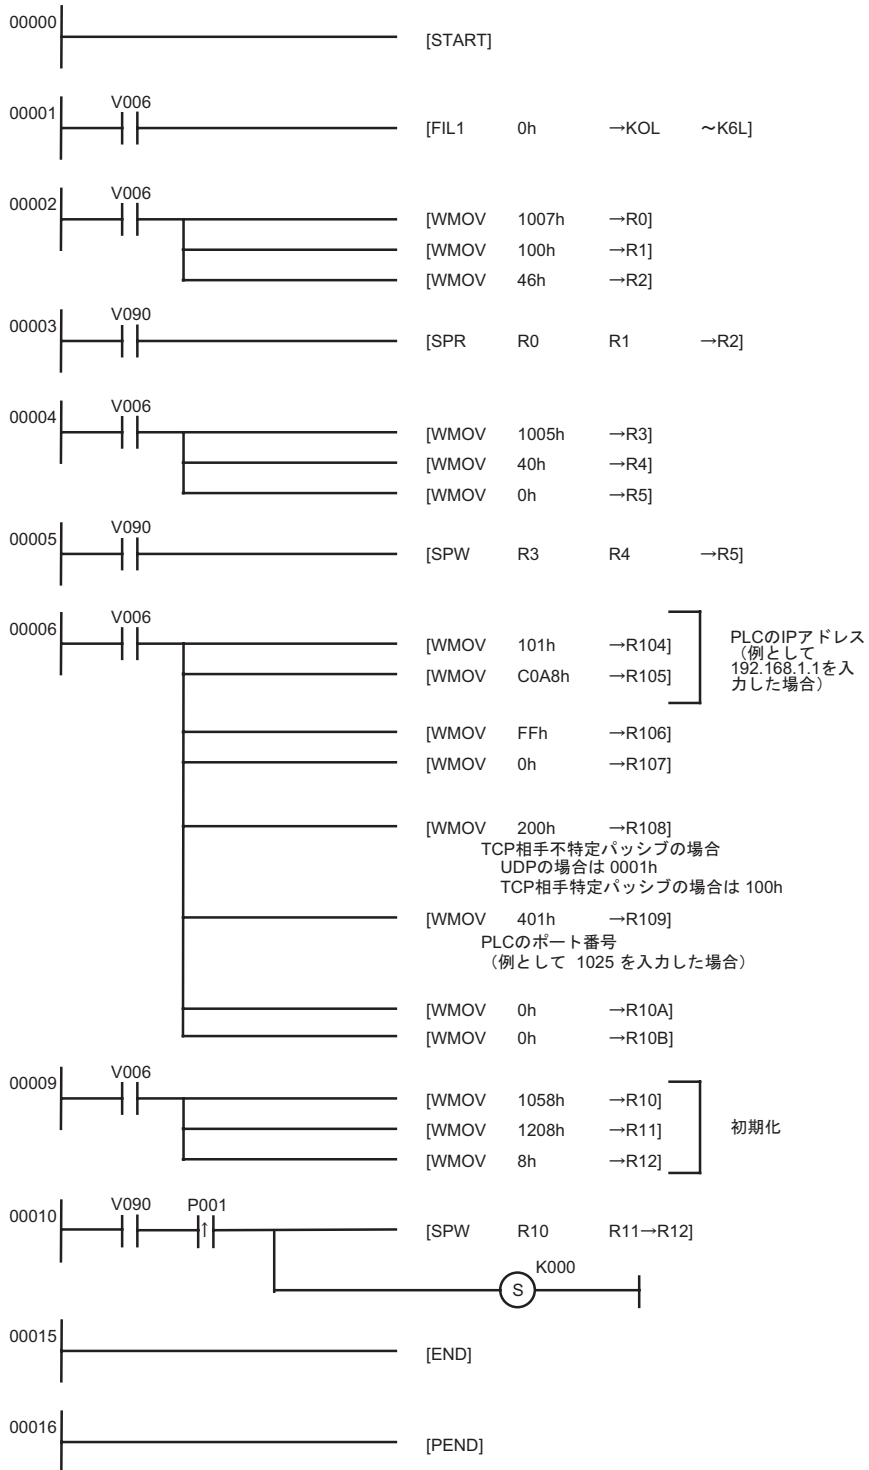 00000
[START]
00001
V006
[FIL1 0h →KOL ～K6L]
00002
V006
[WMOV 1007h →R0]
[WMOV 100h →R1]
[WMOV 46h →R2]
00003
V090
[SPR R0 R1 →R2]
00004
V006
[WMOV 1005h →R3]
[WMOV 40h →R4]
[WMOV 0h →R5]
00005
V090
[SPW R3 R4 →R5]
00006
V006
[WMOV 101h →R104]
[WMOV C0A8h →R105]
PLCのIPアドレス
（例として
192.168.1.1を入
力した場合）
[WMOV FFh →R106]
[WMOV 0h →R107]
[WMOV 200h →R108]
TCP相手不特定パッシブの場合
UDPの場合は 0001h
TCP相手特定パッシブの場合は 100h
[WMOV 401h →R109]
PLCのポート番号
（例として 1025 を入力した場合）
[WMOV 0h →R10A]
[WMOV 0h →R10B]
00009
V006
[WMOV 1058h →R10]
[WMOV 1208h →R11]
[WMOV 8h →R12]
初期化
00010
V090 P001
↑
[SPW R10 R11→R12]
K000
S
00015
[END]
00016
[PEND]